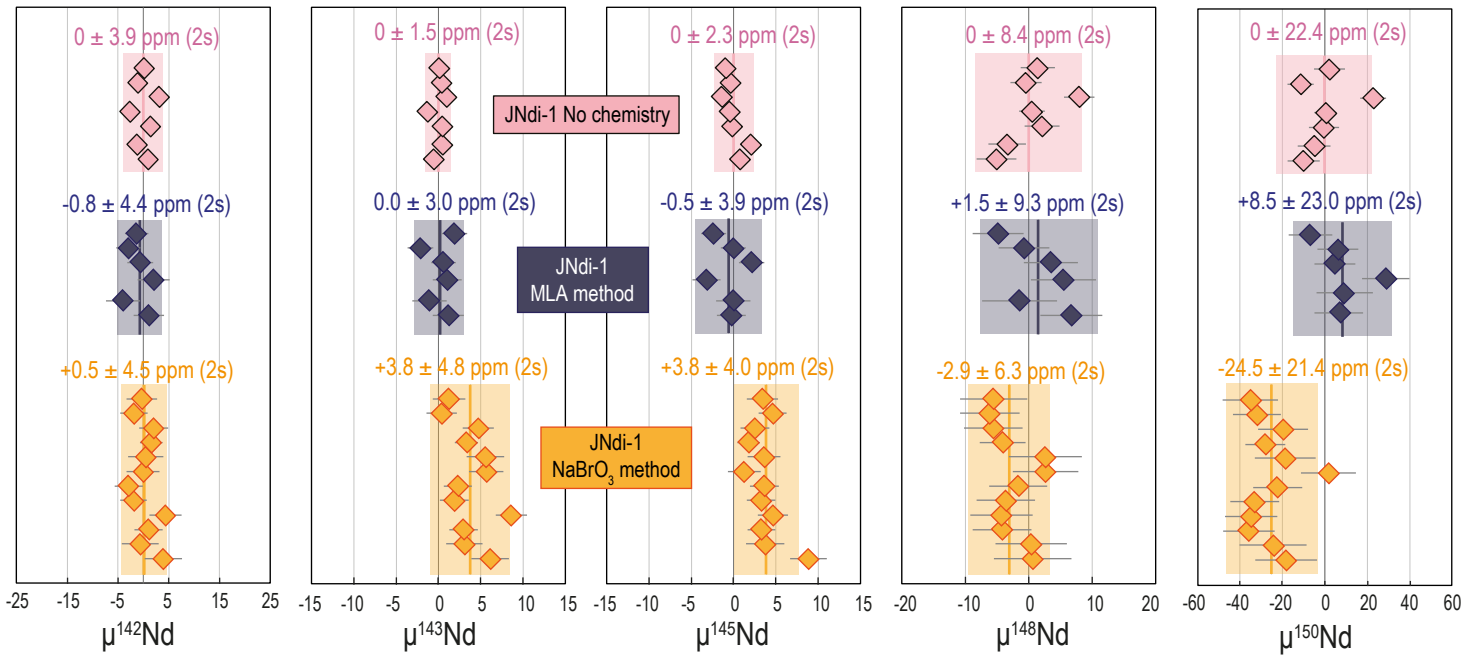 0 ± 3.9 ppm (2s)
0 ± 1.5 ppm (2s)
0 ± 2.3 ppm (2s)
0 ± 8.4 ppm (2s)
0 ± 22.4 ppm (2s)
JNdi-1 No chemistry
-0.8 ± 4.4 ppm (2s)
0.0 ± 3.0 ppm (2s)
-0.5 ± 3.9 ppm (2s)
+1.5 ± 9.3 ppm (2s)
+8.5 ± 23.0 ppm (2s)
JNdi-1
MLA method
+0.5 ± 4.5 ppm (2s)
+3.8 ± 4.8 ppm (2s)
+3.8 ± 4.0 ppm (2s)
-2.9 ± 6.3 ppm (2s)
-24.5 ± 21.4 ppm (2s)
JNdi-1
NaBrO₃ method
-25 -15 -5 5 15 25
-15 -10 -5 0 5 10 15
-15 -10 -5 0 5 10 15
-20 -10 0 10 20
-60 -40 -20 0 20 40 60
μ¹⁴²Nd
μ¹⁴³Nd
μ¹⁴⁵Nd
μ¹⁴⁸Nd
μ¹⁵⁰Nd